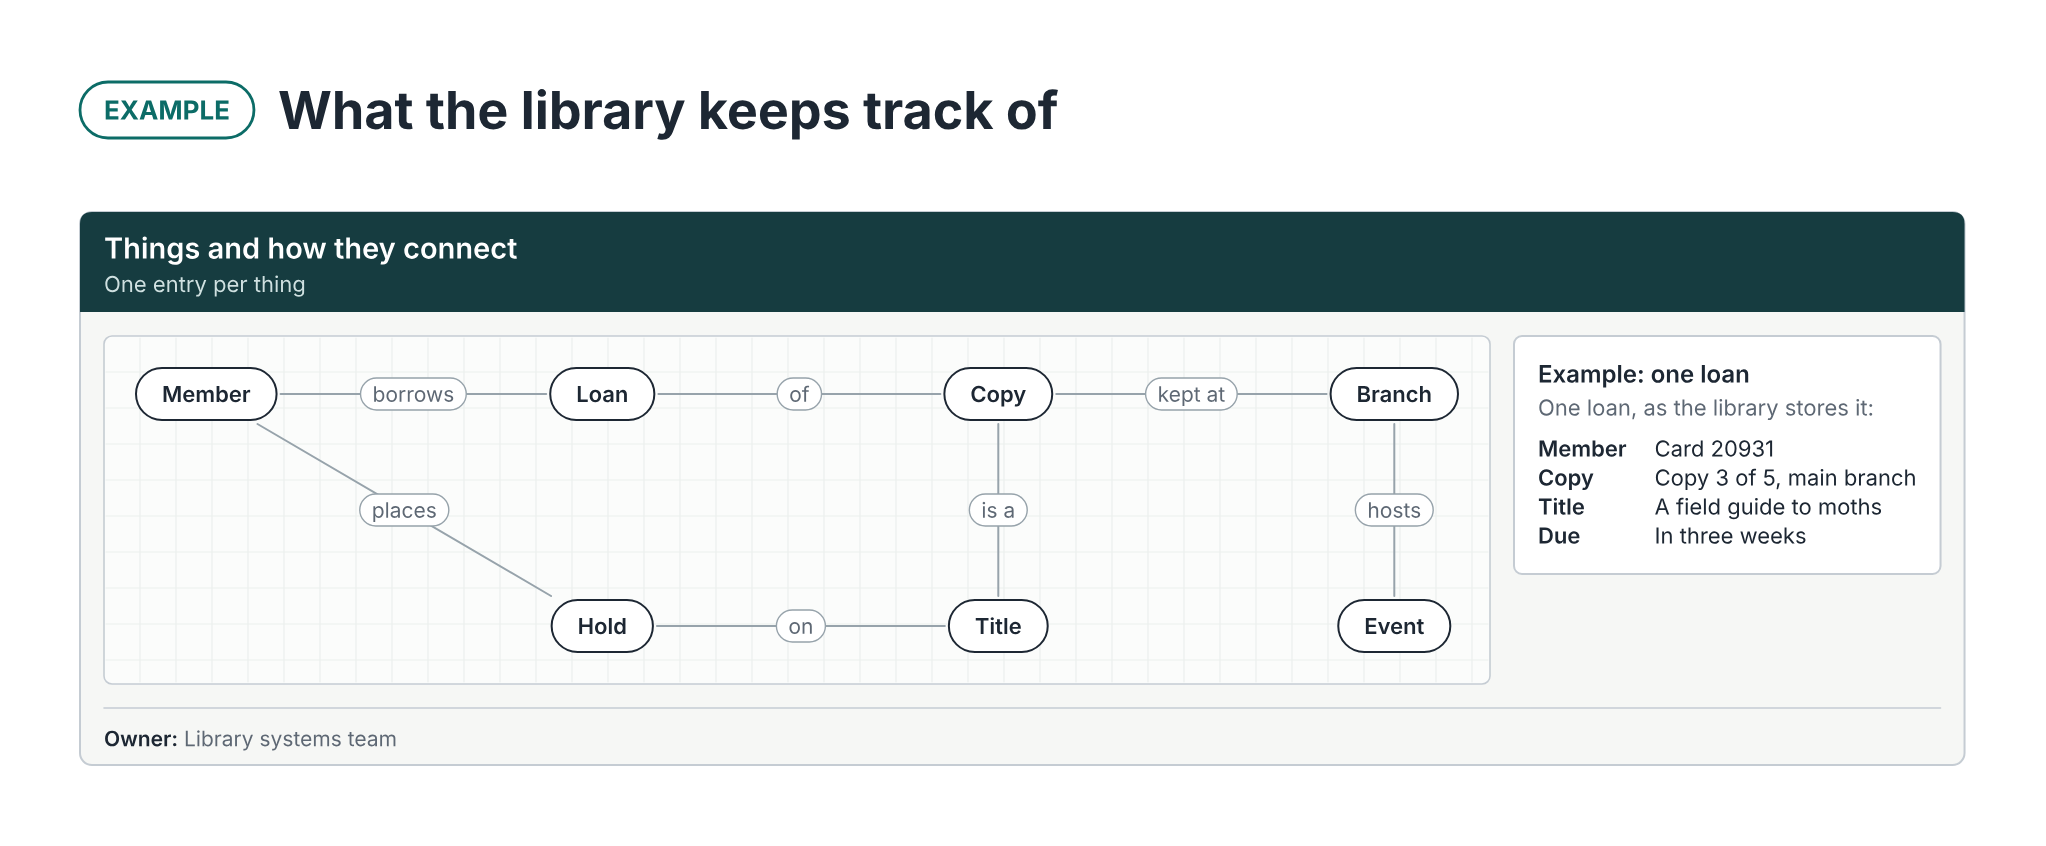 EXAMPLE
What the library keeps track of
Things and how they connect
One entry per thing
Member borrows Loan of Copy kept at Branch
places is a hosts
Hold on Title Event
Example: one loan
One loan, as the library stores it:
Member Card 20931
Copy Copy 3 of 5, main branch
Title A field guide to moths
Due In three weeks
Owner: Library systems team